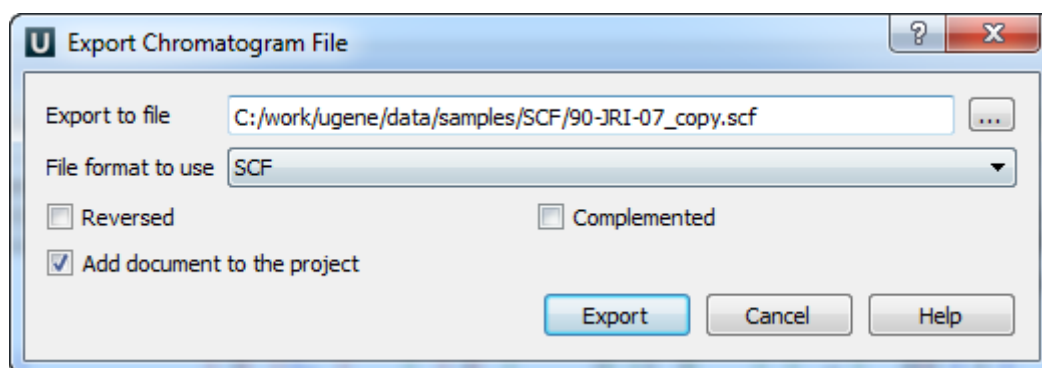 U Export Chromatogram File ?
Export to file C:/work/ugene/data/samples/SCF/90-JRI-07_copy.scf ...
File format to use SCF
Reversed Complemented
Add document to the project
Export Cancel Help